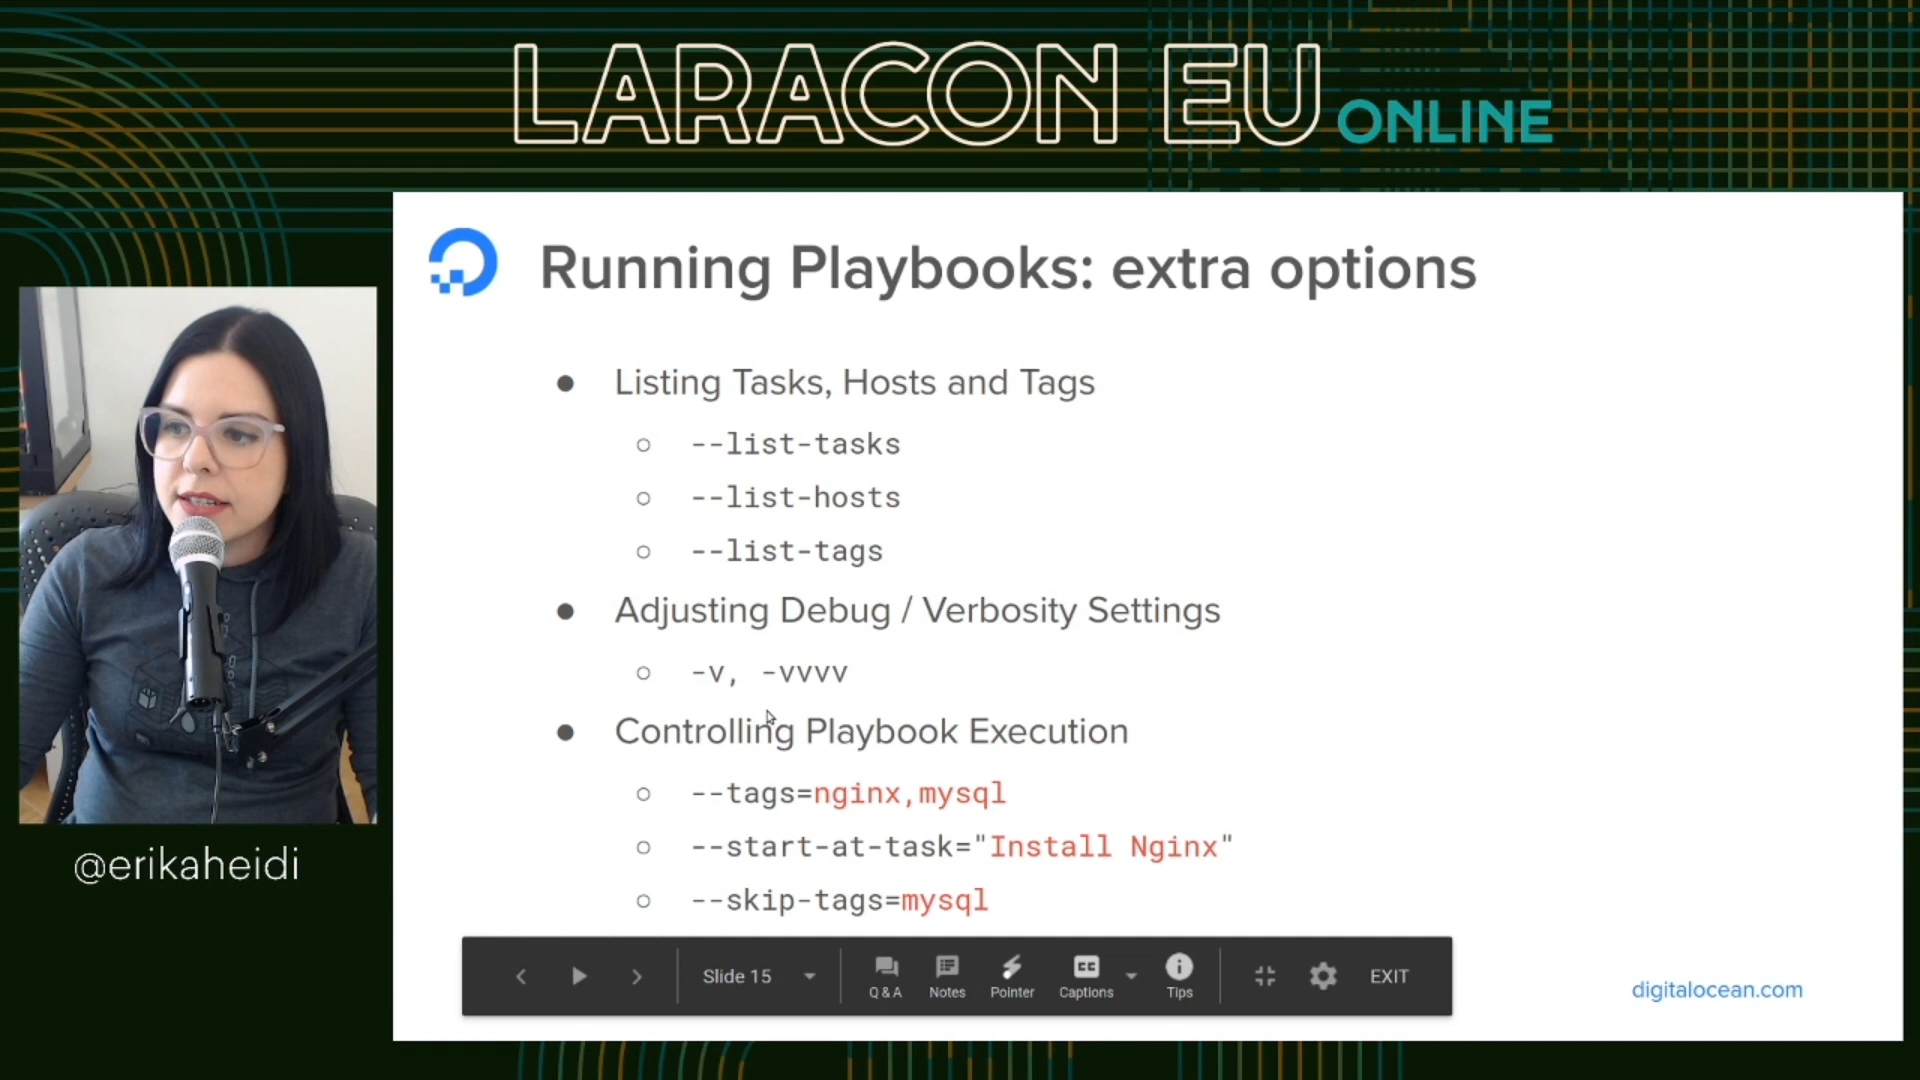 LARACON EU ONLINE
Running Playbooks: extra options
● Listing Tasks, Hosts and Tags
○ --list-tasks
○ --list-hosts
○ --list-tags
● Adjusting Debug / Verbosity Settings
○ -v, -vvvv
● Controlling Playbook Execution
○ --tags=nginx,mysql
○ --start-at-task="Install Nginx"
○ --skip-tags=mysql
@erikaheidi
Slide 15
Q & A
Notes
Pointer
CC
Captions
Tips
EXIT
digitalocean.com